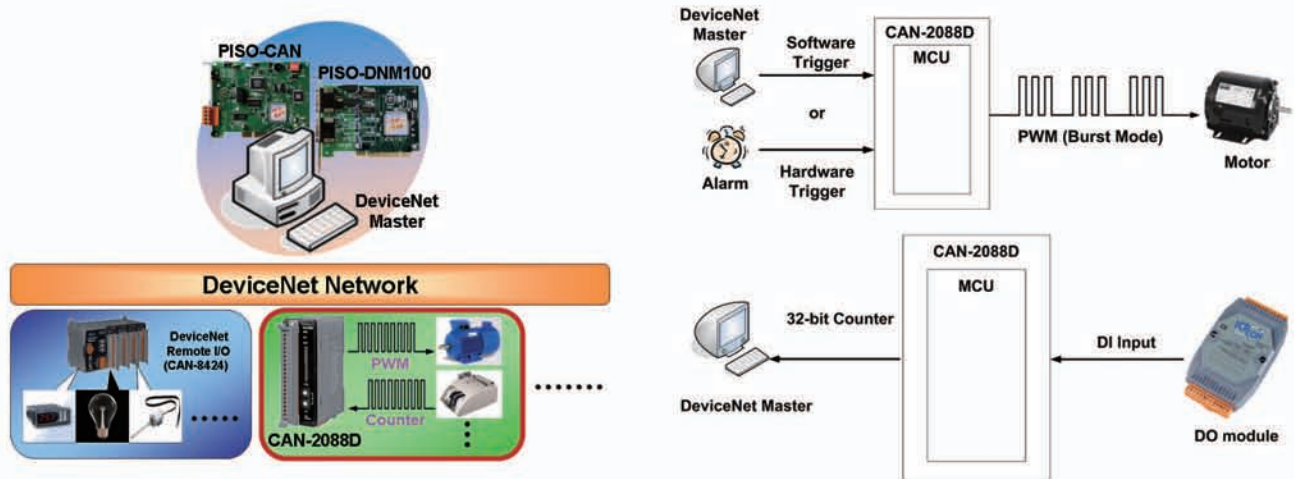 PISO-CAN
PISO-DNM100
DeviceNet
Master
DeviceNet Network
DeviceNet
Remote I/O
(CAN-8424)
PWM
Counter
CAN-2088D
DeviceNet
Master
Software
Trigger
or
Alarm
Hardware
Trigger
CAN-2088D
MCU
PWM (Burst Mode)
Motor
CAN-2088D
MCU
32-bit Counter
DeviceNet Master
DI Input
DO module